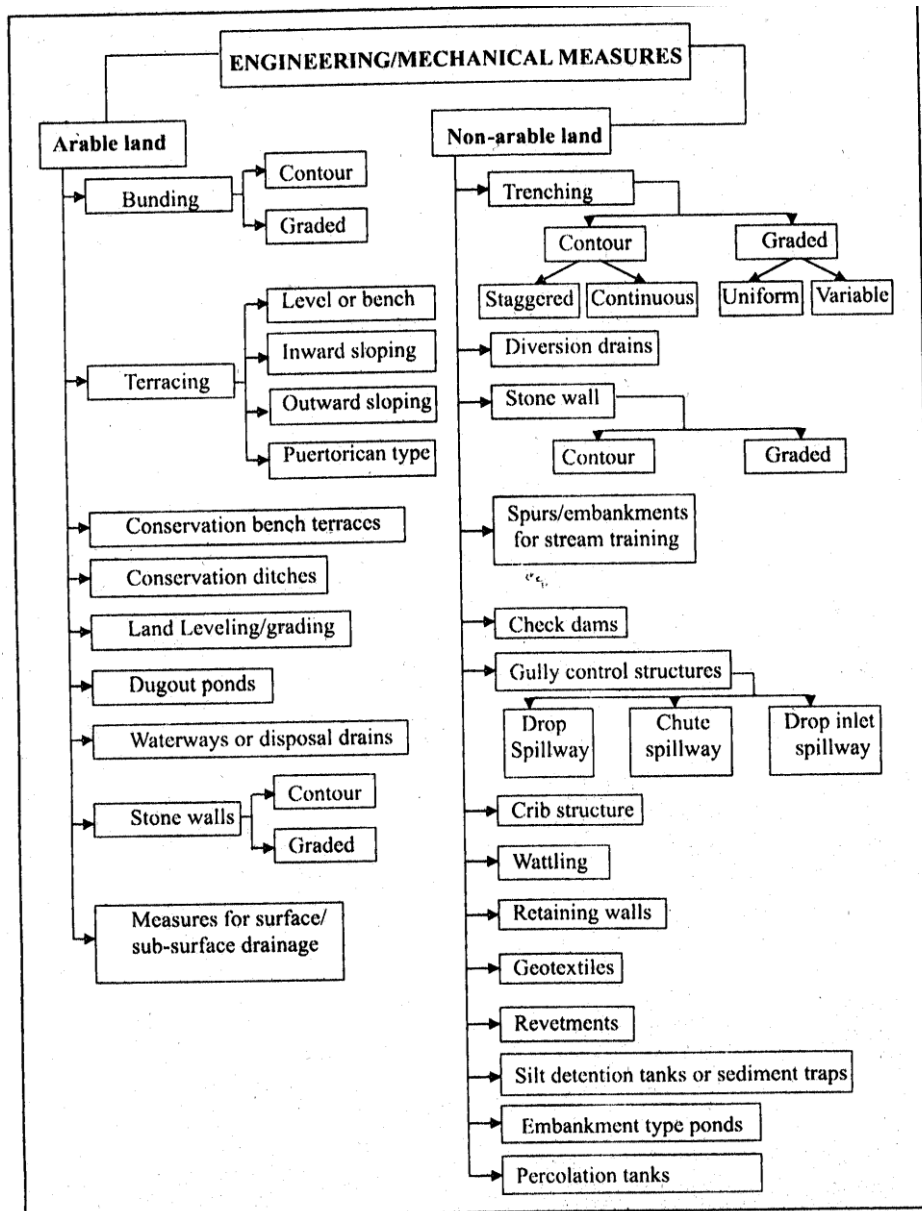 ENGINEERING/MECHANICAL MEASURES
Arable land
Bunding
Contour
Graded
Terracing
Level or bench
Inward sloping
Outward sloping
Puertorican type
Conservation bench terraces
Conservation ditches
Land Leveling/grading
Dugout ponds
Waterways or disposal drains
Stone walls
Contour
Graded
Measures for surface/
sub-surface drainage
Non-arable land
Trenching
Contour
Graded
Staggered
Continuous
Uniform
Variable
Diversion drains
Stone wall
Contour
Graded
Spurs/embankments
for stream training
Check dams
Gully control structures
Drop
Spillway
Chute
spillway
Drop inlet
spillway
Crib structure
Wattling
Retaining walls
Geotextiles
Revetments
Silt detention tanks or sediment traps
Embankment type ponds
Percolation tanks